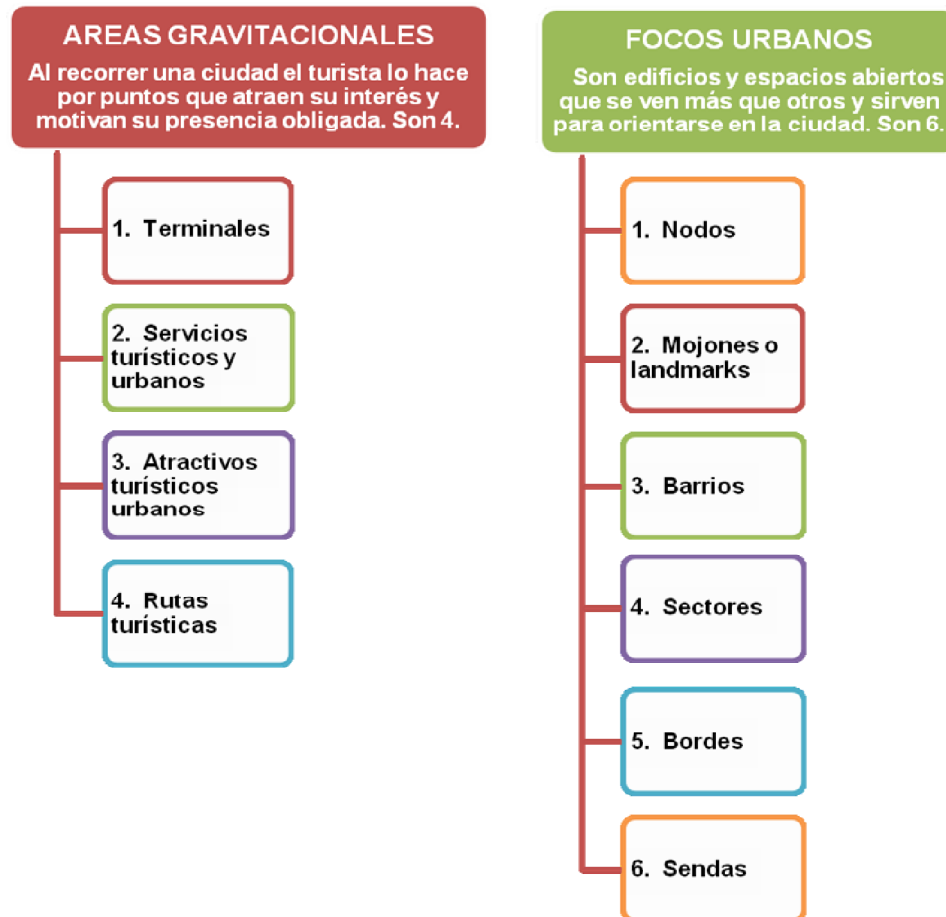 AREAS GRAVITACIONALES
Al recorrer una ciudad el turista lo hace
por puntos que atraen su interés y
motivan su presencia obligada. Son 4.
1. Terminales
2. Servicios
turísticos y
urbanos
3. Atractivos
turísticos
urbanos
4. Rutas
turísticas
FOCOS URBANOS
Son edificios y espacios abiertos
que se ven más que otros y sirven
para orientarse en la ciudad. Son 6.
1. Nodos
2. Mojones o
landmarks
3. Barrios
4. Sectores
5. Bordes
6. Sendas